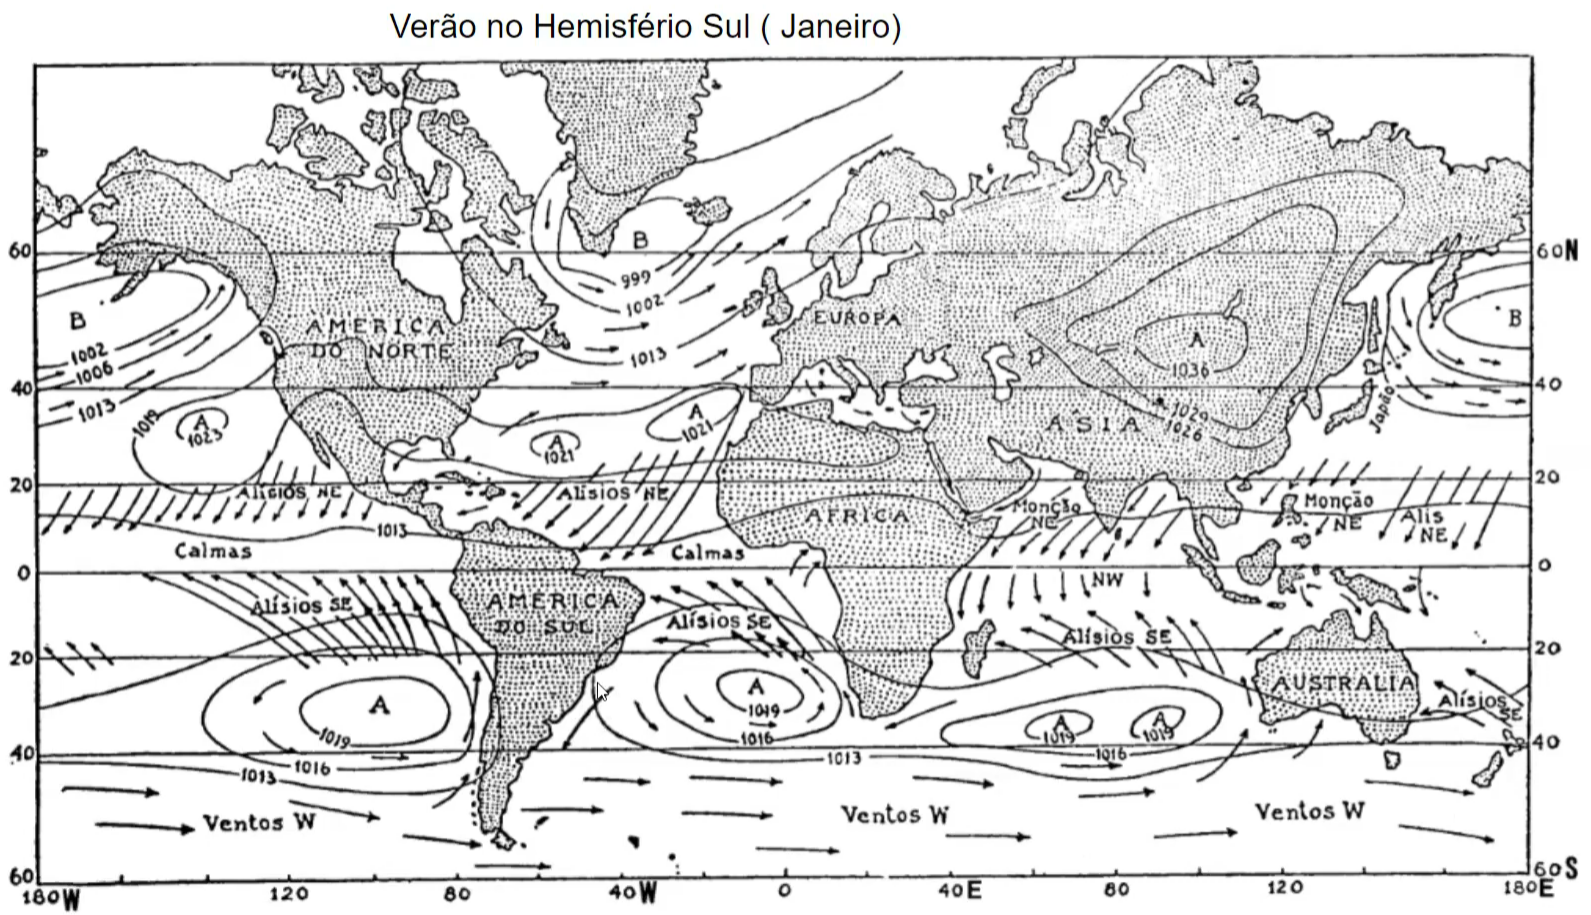 Verão no Hemisfério Sul ( Janeiro)
B
999
1002
60
60N
B
1002
1006
1013
AMERICA
DO NORTE
1013
EUROPA
A
1036
B
40
40
1019
A
1023
A
1021
A
1021
ÁSIA
1029
1026
Japão
20
20
Alísios NE
Alísios NE
AFRICA
Monção
NE
Monção
NE
Alis
NE
1013
Calmas
Calmas
0
0
NW
Alísios SE
AMERICA
DO SUL
Alísios SE
Alísios SE
20
20
A
1019
1016
1013
A
1019
1016
1013
A
1019
A
1019
1016
AUSTRALIA
Alísios
SE
40
40
Ventos W
Ventos W
Ventos W
60
60S
180W
120
80
40W
0
40E
80
120
180E